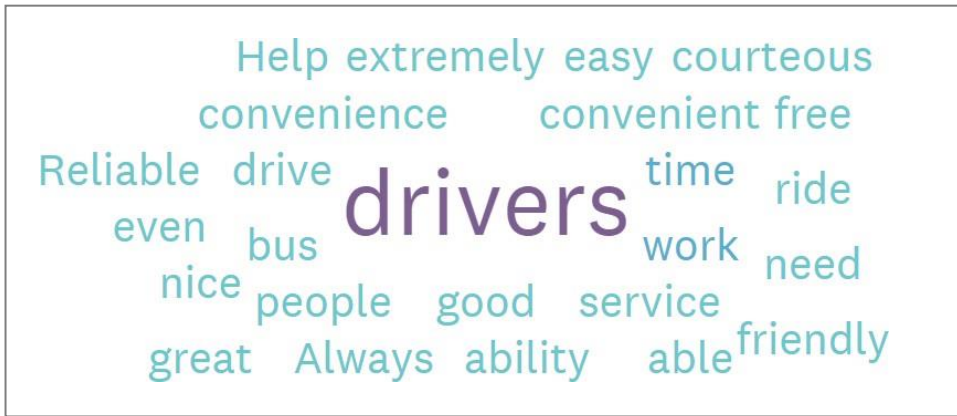 Help extremely easy courteous
convenience convenient free
Reliable drive drivers time ride
even bus work need
nice people good service
great Always ability able friendly